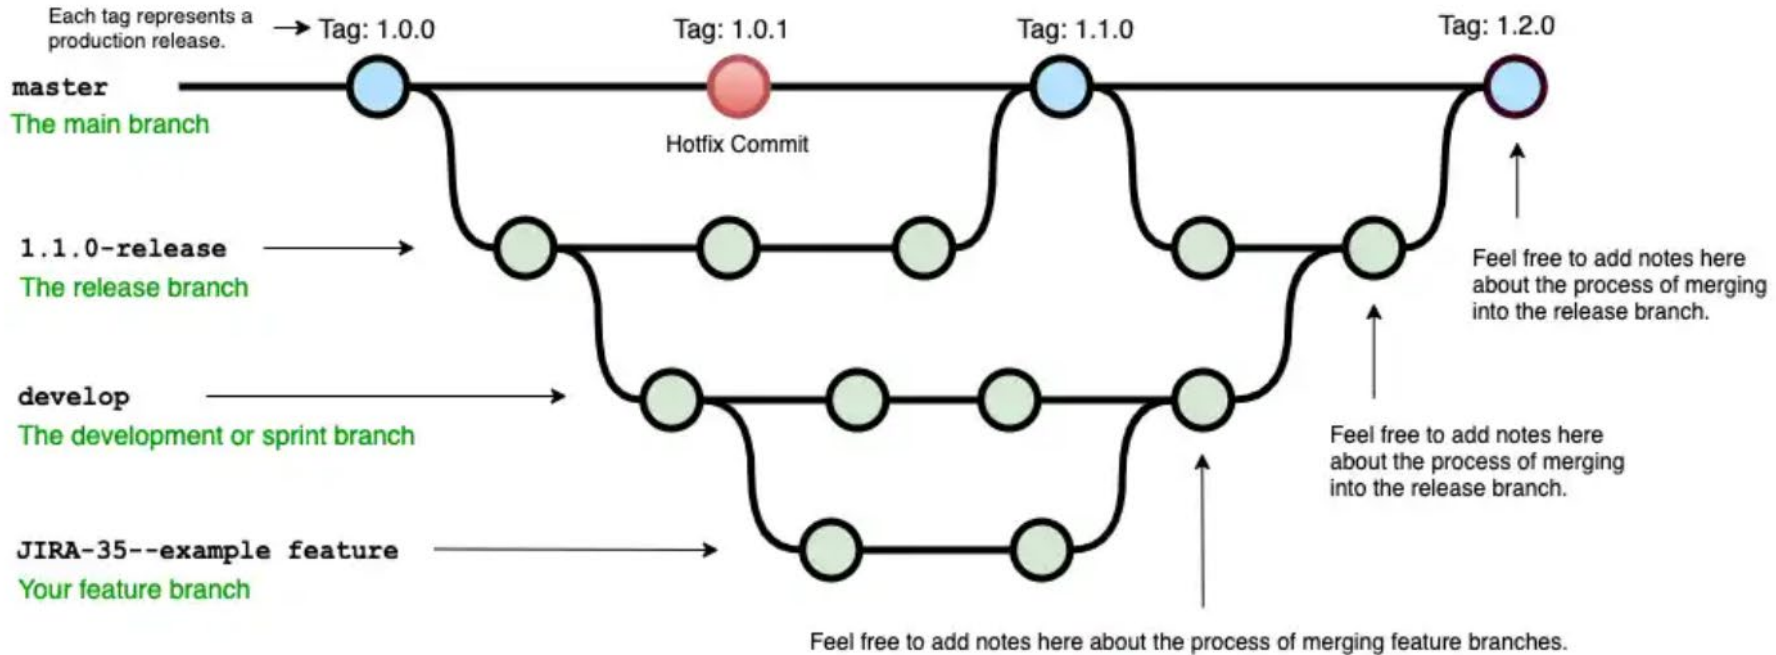 Each tag represents a
production release.
Tag: 1.0.0
Tag: 1.0.1
Tag: 1.1.0
Tag: 1.2.0
master
The main branch
Hotfix Commit
1.1.0-release
The release branch
Feel free to add notes here
about the process of merging
into the release branch.
develop
The development or sprint branch
Feel free to add notes here
about the process of merging
into the release branch.
JIRA-35--example feature
Your feature branch
Feel free to add notes here about the process of merging feature branches.